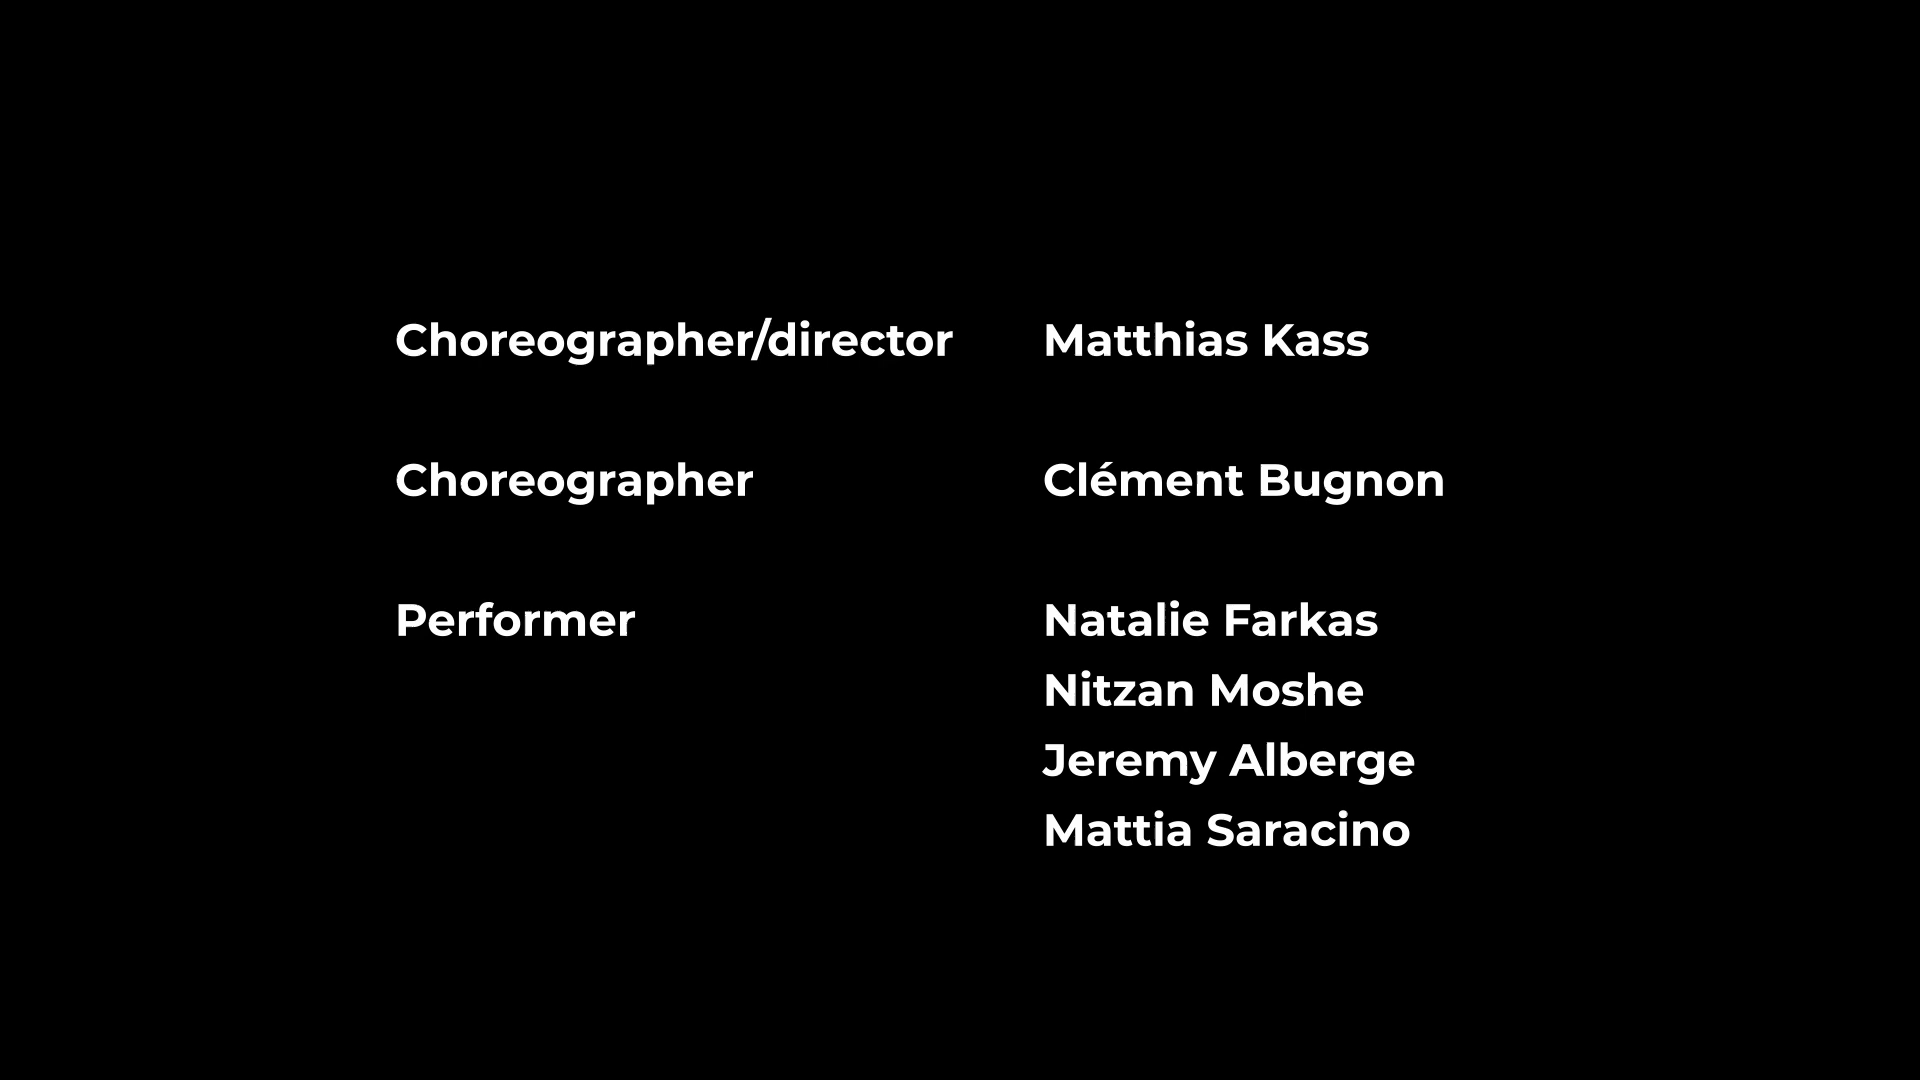 Choreographer/director Matthias Kass
Choreographer Clément Bugnon
Performer Natalie Farkas
Nitzan Moshe
Jeremy Alberge
Mattia Saracino